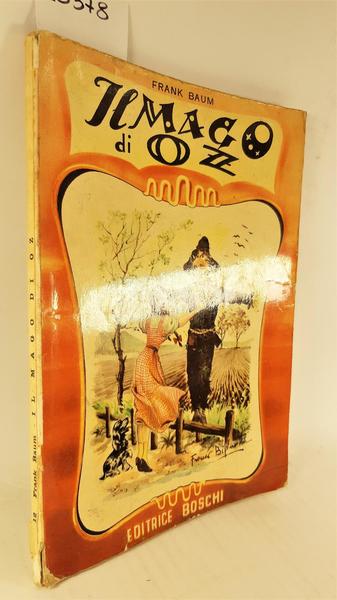 FRANK BAUM
IL MAGO
di OZ
EDITRICE BOSCHI
12 Frank Baum IL MAGO DI OZ